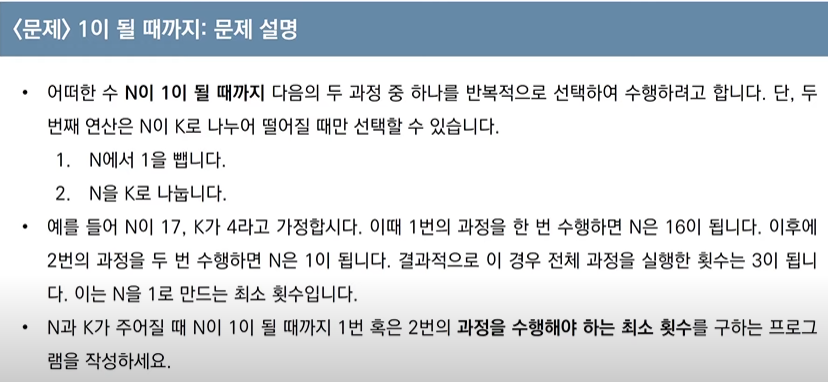 〈문제〉 1이 될 때까지: 문제 설명
• 어떠한 수 N이 1이 될 때까지 다음의 두 과정 중 하나를 반복적으로 선택하여 수행하려고 합니다. 단, 두
번째 연산은 N이 K로 나누어 떨어질 때만 선택할 수 있습니다.
1. N에서 1을 뺍니다.
2. N을 K로 나눕니다.
• 예를 들어 N이 17, K가 4라고 가정합시다. 이때 1번의 과정을 한 번 수행하면 N은 16이 됩니다. 이후에
2번의 과정을 두 번 수행하면 N은 1이 됩니다. 결과적으로 이 경우 전체 과정을 실행한 횟수는 3이 됩니
다. 이는 N을 1로 만드는 최소 횟수입니다.
• N과 K가 주어질 때 N이 1이 될 때까지 1번 혹은 2번의 과정을 수행해야 하는 최소 횟수를 구하는 프로그
램을 작성하세요.